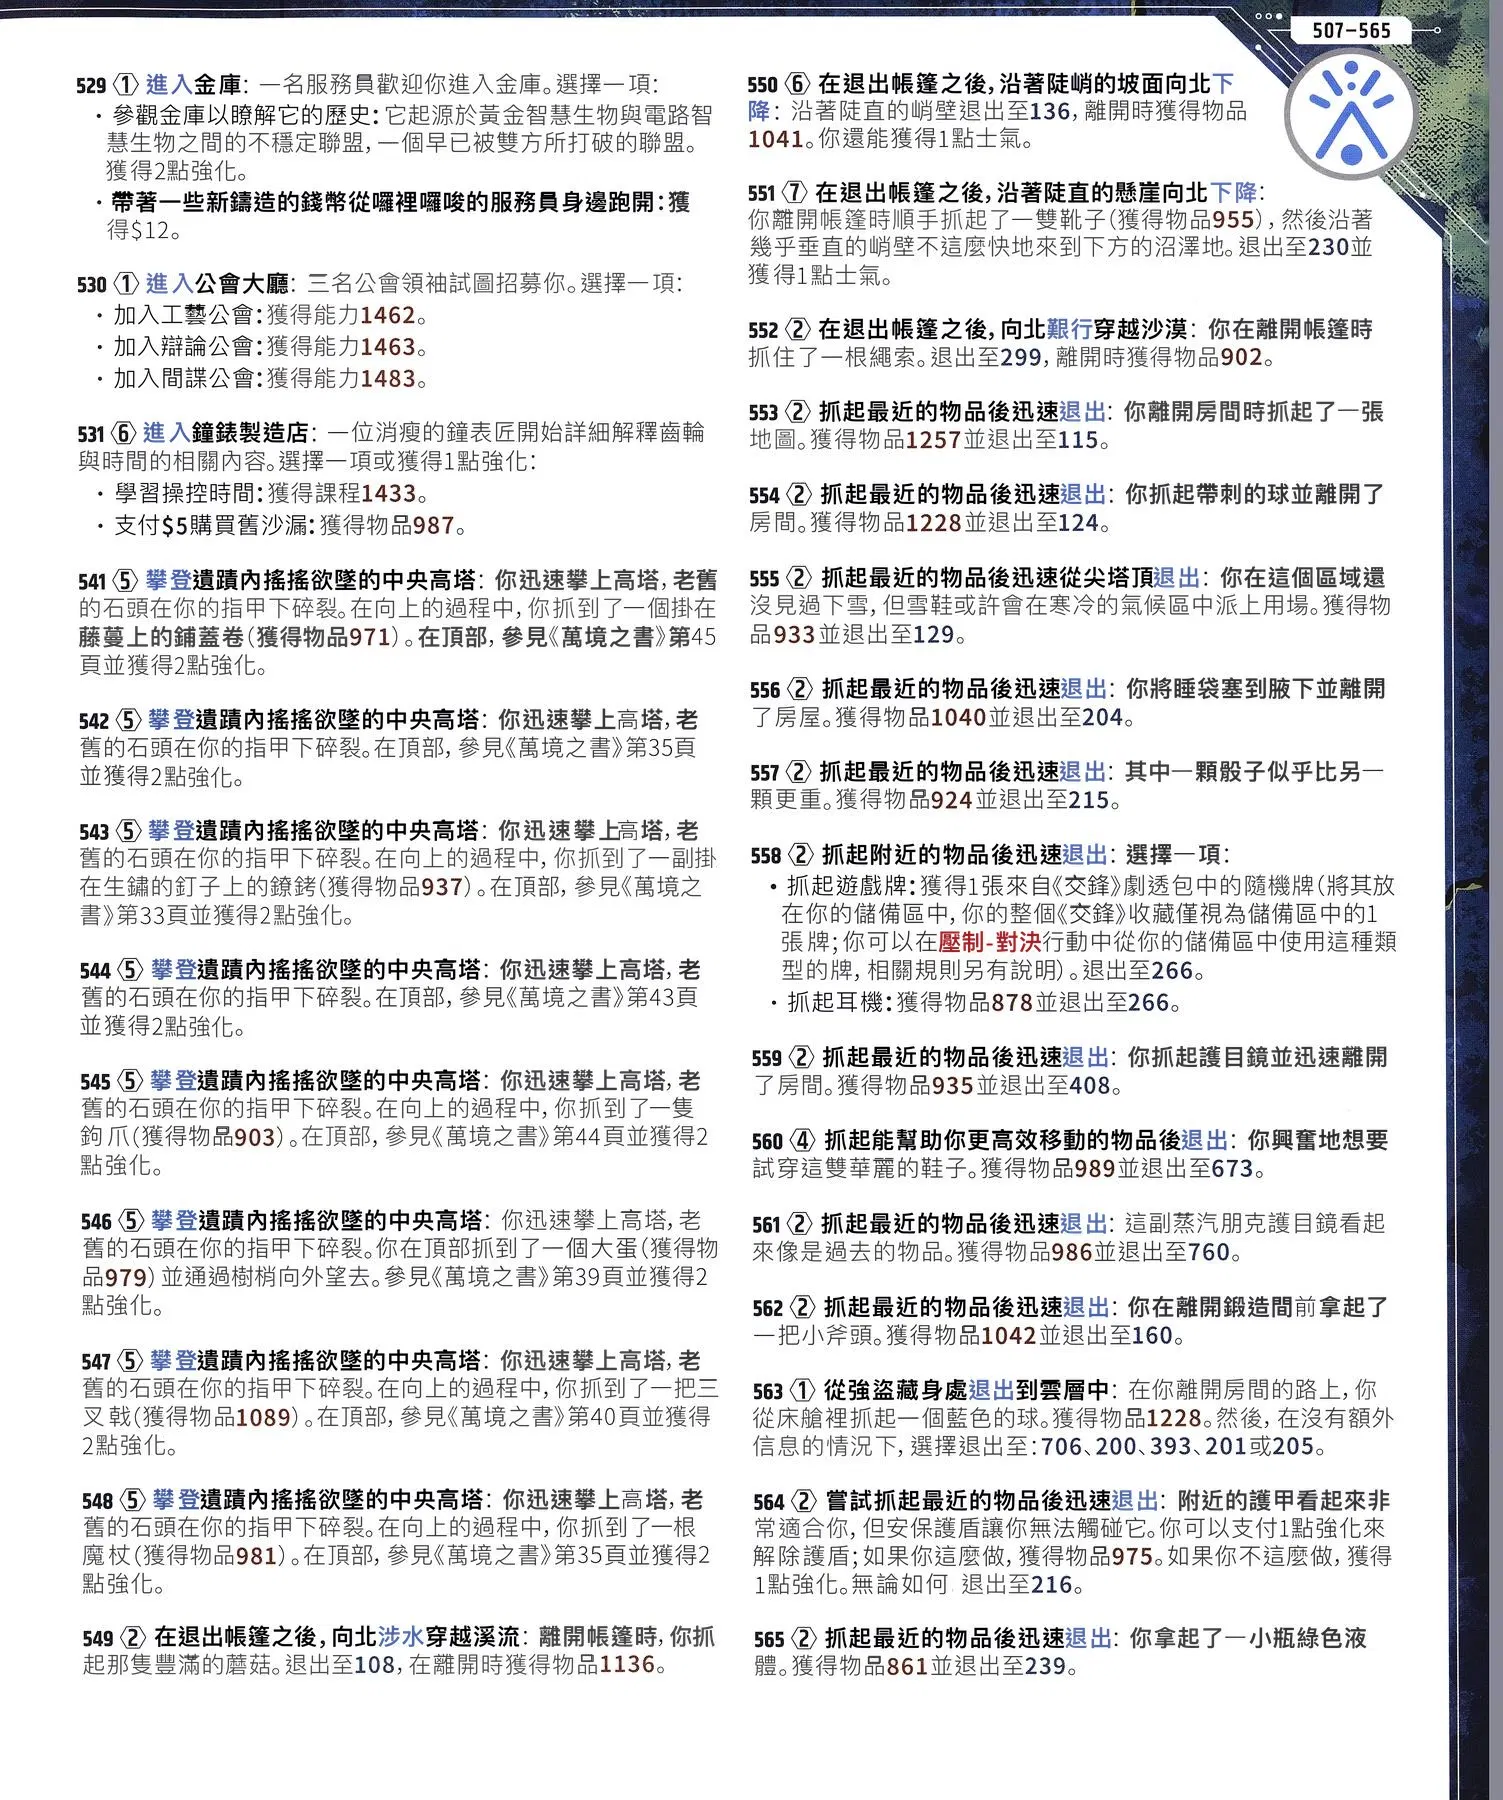 507–565
529 ① 進入金庫：一名服務員歡迎你進入金庫。選擇一項：
• 參觀金庫以瞭解它的歷史：它起源於黃金智慧生物與電路智
慧生物之間的不穩定聯盟，一個早已被雙方所打破的聯盟。
獲得2點強化。
• 帶著一些新鑄造的錢幣從囉裡囉唆的服務員身邊跑開：獲
得$12。
530 ① 進入公會大廳：三名公會領袖試圖招募你。選擇一項：
• 加入工藝公會：獲得能力1462。
• 加入辯論公會：獲得能力1463。
• 加入間諜公會：獲得能力1483。
531 ⑥ 進入鐘錶製造店：一位消瘦的鐘表匠開始詳細解釋齒輪
與時間的相關內容。選擇一項或獲得1點強化：
• 學習操控時間：獲得課程1433。
• 支付$5購買舊沙漏：獲得物品987。
541 ⑤ 攀登遺蹟內搖搖欲墜的中央高塔：你迅速攀上高塔，老舊
的石頭在你的指甲下碎裂。在向上的過程中，你抓到了一個掛在
藤蔓上的鋪蓋卷（獲得物品971）。在頂部，參見《萬境之書》第45
頁並獲得2點強化。
542 ⑤ 攀登遺蹟內搖搖欲墜的中央高塔：你迅速攀上高塔，老
舊的石頭在你的指甲下碎裂。在頂部，參見《萬境之書》第35頁
並獲得2點強化。
543 ⑤ 攀登遺蹟內搖搖欲墜的中央高塔：你迅速攀上高塔，老
舊的石頭在你的指甲下碎裂。在向上的過程中，你抓到了一副掛
在生鏽的釘子上的鐐銬（獲得物品937）。在頂部，參見《萬境之
書》第33頁並獲得2點強化。
544 ⑤ 攀登遺蹟內搖搖欲墜的中央高塔：你迅速攀上高塔，老
舊的石頭在你的指甲下碎裂。在頂部，參見《萬境之書》第43頁
並獲得2點強化。
545 ⑤ 攀登遺蹟內搖搖欲墜的中央高塔：你迅速攀上高塔，老
舊的石頭在你的指甲下碎裂。在向上的過程中，你抓到了一隻
鉤爪（獲得物品903）。在頂部，參見《萬境之書》第44頁並獲得2
點強化。
546 ⑤ 攀登遺蹟內搖搖欲墜的中央高塔：你迅速攀上高塔，老
舊的石頭在你的指甲下碎裂。你在頂部抓到了一個大蛋（獲得物
品979）並通過樹梢向外望去。參見《萬境之書》第39頁並獲得2
點強化。
547 ⑤ 攀登遺蹟內搖搖欲墜的中央高塔：你迅速攀上高塔，老
舊的石頭在你的指甲下碎裂。在向上的過程中，你抓到了一把三
叉戟（獲得物品1089）。在頂部，參見《萬境之書》第40頁並獲得
2點強化。
548 ⑤ 攀登遺蹟內搖搖欲墜的中央高塔：你迅速攀上高塔，老
舊的石頭在你的指甲下碎裂。在向上的過程中，你抓到了一根
魔杖（獲得物品981）。在頂部，參見《萬境之書》第35頁並獲得2
點強化。
549 ② 在退出帳篷之後，向北涉水穿越溪流：離開帳篷時，你抓
起那隻豐滿的蘑菇。退出至108，在離開時獲得物品1136。
550 ⑥ 在退出帳篷之後，沿著陡峭的坡面向北下
降：沿著陡直的峭壁退出至136，離開時獲得物品
1041。你還能獲得1點士氣。
551 ⑦ 在退出帳篷之後，沿著陡直的懸崖向北下降：
你離開帳篷時順手抓起了一雙靴子（獲得物品955），然後沿著
幾乎垂直的峭壁不這麼快地來到下方的沼澤地。退出至230並
獲得1點士氣。
552 ② 在退出帳篷之後，向北艱行穿越沙漠：你在離開帳篷時
抓住了一根繩索。退出至299，離開時獲得物品902。
553 ② 抓起最近的物品後迅速退出：你離開房間時抓起了一張
地圖。獲得物品1257並退出至115。
554 ② 抓起最近的物品後迅速退出：你抓起帶刺的球並離開了
房間。獲得物品1228並退出至124。
555 ② 抓起最近的物品後迅速從尖塔頂退出：你在這個區域還
沒見過下雪，但雪鞋或許會在寒冷的氣候區中派上用場。獲得物
品933並退出至129。
556 ② 抓起最近的物品後迅速退出：你將睡袋塞到腋下並離開
了房屋。獲得物品1040並退出至204。
557 ② 抓起最近的物品後迅速退出：其中一顆骰子似乎比另一
顆更重。獲得物品924並退出至215。
558 ② 抓起附近的物品後迅速退出：選擇一項：
• 抓起遊戲牌：獲得1張來自《交鋒》劇透包中的隨機牌（將其放
在你的儲備區中，你的整個《交鋒》收藏僅視為儲備區中的1
張牌；你可以在壓制-對決行動中從你的儲備區中使用這種類
型的牌，相關規則另有說明）。退出至266。
• 抓起耳機：獲得物品878並退出至266。
559 ② 抓起最近的物品後迅速退出：你抓起護目鏡並迅速離開
了房間。獲得物品935並退出至408。
560 ④ 抓起能幫助你更高效移動的物品後退出：你興奮地想要
試穿這雙華麗的鞋子。獲得物品989並退出至673。
561 ② 抓起最近的物品後迅速退出：這副蒸汽朋克護目鏡看起
來像是過去的物品。獲得物品986並退出至760。
562 ② 抓起最近的物品後迅速退出：你在離開鍛造間前拿起了
一把小斧頭。獲得物品1042並退出至160。
563 ① 從強盜藏身處退出到雲層中：在你離開房間的路上，你
從床艙裡抓起一個藍色的球。獲得物品1228。然後，在沒有額外
信息的情況下，選擇退出至：706、200、393、201或205。
564 ② 嘗試抓起最近的物品後迅速退出：附近的護甲看起來非
常適合你，但安保護盾讓你無法觸碰它。你可以支付1點強化來
解除護盾；如果你這麼做，獲得物品975。如果你不這麼做，獲得
1點強化。無論如何，退出至216。
565 ② 抓起最近的物品後迅速退出：你拿起了一小瓶綠色液
體。獲得物品861並退出至239。